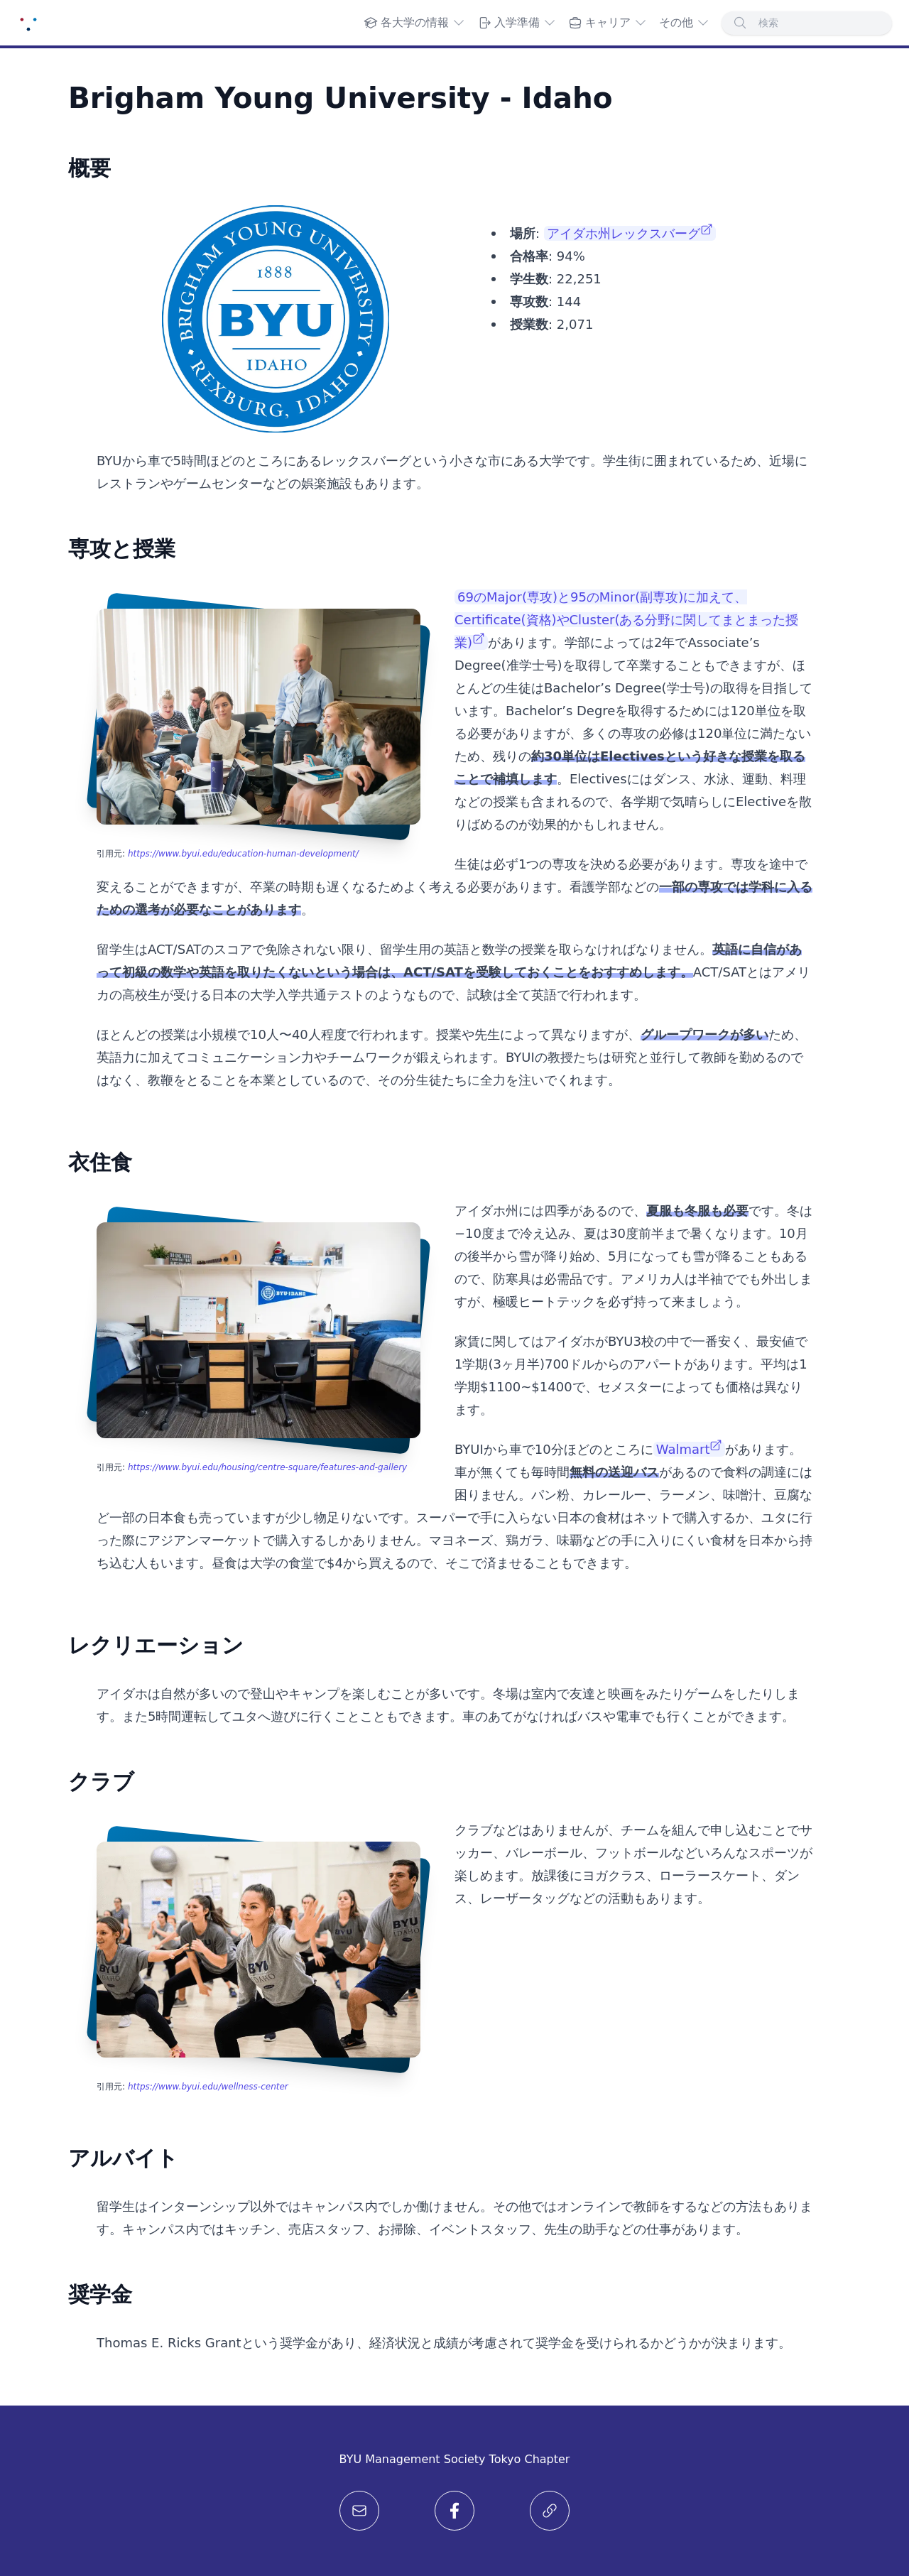 各大学の情報 入学準備 キャリア その他 検索
Brigham Young University - Idaho
概要
BRIGHAM YOUNG UNIVERSITY
1888
BYU
IDAHO
REXBURG, IDAHO
• 場所: アイダホ州レックスバーグ
• 合格率: 94%
• 学生数: 22,251
• 専攻数: 144
• 授業数: 2,071
BYUから車で5時間ほどのところにあるレックスバーグという小さな市にある大学です。学生街に囲まれているため、近場に
レストランやゲームセンターなどの娯楽施設もあります。
専攻と授業
69のMajor(専攻)と95のMinor(副専攻)に加えて、
Certificate(資格)やCluster(ある分野に関してまとまった授
業)があります。学部によっては2年でAssociate’s
Degree(准学士号)を取得して卒業することもできますが、ほ
とんどの生徒はBachelor’s Degree(学士号)の取得を目指して
います。Bachelor’s Degreを取得するためには120単位を取
る必要がありますが、多くの専攻の必修は120単位に満たない
ため、残りの約30単位はElectivesという好きな授業を取る
ことで補填します。Electivesにはダンス、水泳、運動、料理
などの授業も含まれるので、各学期で気晴らしにElectiveを散
りばめるのが効果的かもしれません。
引用元: https://www.byui.edu/education-human-development/
生徒は必ず1つの専攻を決める必要があります。専攻を途中で
変えることができますが、卒業の時期も遅くなるためよく考える必要があります。看護学部などの一部の専攻では学科に入る
ための選考が必要なことがあります。
留学生はACT/SATのスコアで免除されない限り、留学生用の英語と数学の授業を取らなければなりません。英語に自信があ
って初級の数学や英語を取りたくないという場合は、ACT/SATを受験しておくことをおすすめします。ACT/SATとはアメリ
カの高校生が受ける日本の大学入学共通テストのようなもので、試験は全て英語で行われます。
ほとんどの授業は小規模で10人〜40人程度で行われます。授業や先生によって異なりますが、グループワークが多いため、
英語力に加えてコミュニケーション力やチームワークが鍛えられます。BYUIの教授たちは研究と並行して教師を勤めるので
はなく、教鞭をとることを本業としているので、その分生徒たちに全力を注いでくれます。
衣住食
BYU-IDAHO
アイダホ州には四季があるので、夏服も冬服も必要です。冬は
−10度まで冷え込み、夏は30度前半まで暑くなります。10月
の後半から雪が降り始め、5月になっても雪が降ることもある
ので、防寒具は必需品です。アメリカ人は半袖ででも外出しま
すが、極暖ヒートテックを必ず持って来ましょう。
家賃に関してはアイダホがBYU3校の中で一番安く、最安値で
1学期(3ヶ月半)700ドルからのアパートがあります。平均は1
学期$1100~$1400で、セメスターによっても価格は異なり
ます。
引用元: https://www.byui.edu/housing/centre-square/features-and-gallery
BYUIから車で10分ほどのところにWalmartがあります。
車が無くても毎時間無料の送迎バスがあるので食料の調達には
困りません。パン粉、カレールー、ラーメン、味噌汁、豆腐な
ど一部の日本食も売っていますが少し物足りないです。スーパーで手に入らない日本の食材はネットで購入するか、ユタに行
った際にアジアンマーケットで購入するしかありません。マヨネーズ、鶏ガラ、味覇などの手に入りにくい食材を日本から持
ち込む人もいます。昼食は大学の食堂で$4から買えるので、そこで済ませることもできます。
レクリエーション
アイダホは自然が多いので登山やキャンプを楽しむことが多いです。冬場は室内で友達と映画をみたりゲームをしたりしま
す。また5時間運転してユタへ遊びに行くことこともできます。車のあてがなければバスや電車でも行くことができます。
クラブ
BYU
IDAHO
クラブなどはありませんが、チームを組んで申し込むことでサ
ッカー、バレーボール、フットボールなどいろんなスポーツが
楽しめます。放課後にヨガクラス、ローラースケート、ダン
ス、レーザータッグなどの活動もあります。
引用元: https://www.byui.edu/wellness-center
アルバイト
留学生はインターンシップ以外ではキャンパス内でしか働けません。その他ではオンラインで教師をするなどの方法もありま
す。キャンパス内ではキッチン、売店スタッフ、お掃除、イベントスタッフ、先生の助手などの仕事があります。
奨学金
Thomas E. Ricks Grantという奨学金があり、経済状況と成績が考慮されて奨学金を受けられるかどうかが決まります。
BYU Management Society Tokyo Chapter